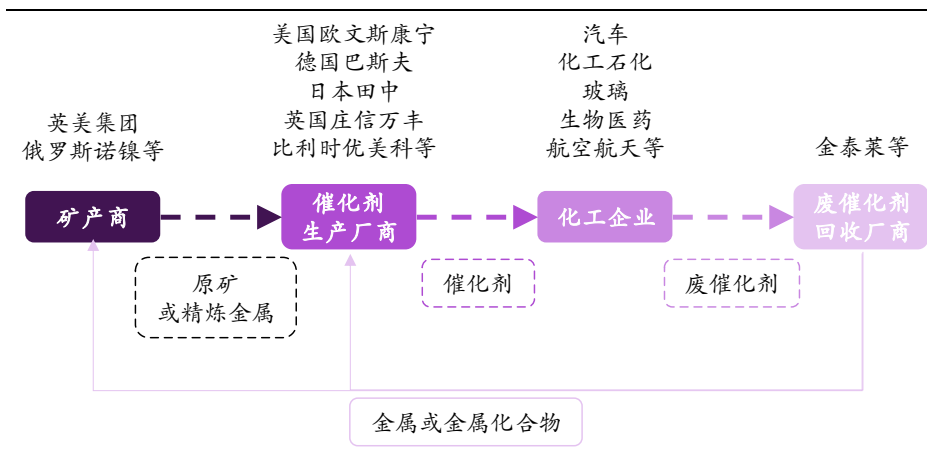 英美集团
俄罗斯诺镍等
美国欧文斯康宁
德国巴斯夫
日本田中
英国庄信万丰
比利时优美科等
汽车
化工石化
玻璃
生物医药
航空航天等
金泰莱等
矿产商
催化剂
生产厂商
化工企业
废催化剂
回收厂商
原矿
或精炼金属
催化剂
废催化剂
金属或金属化合物